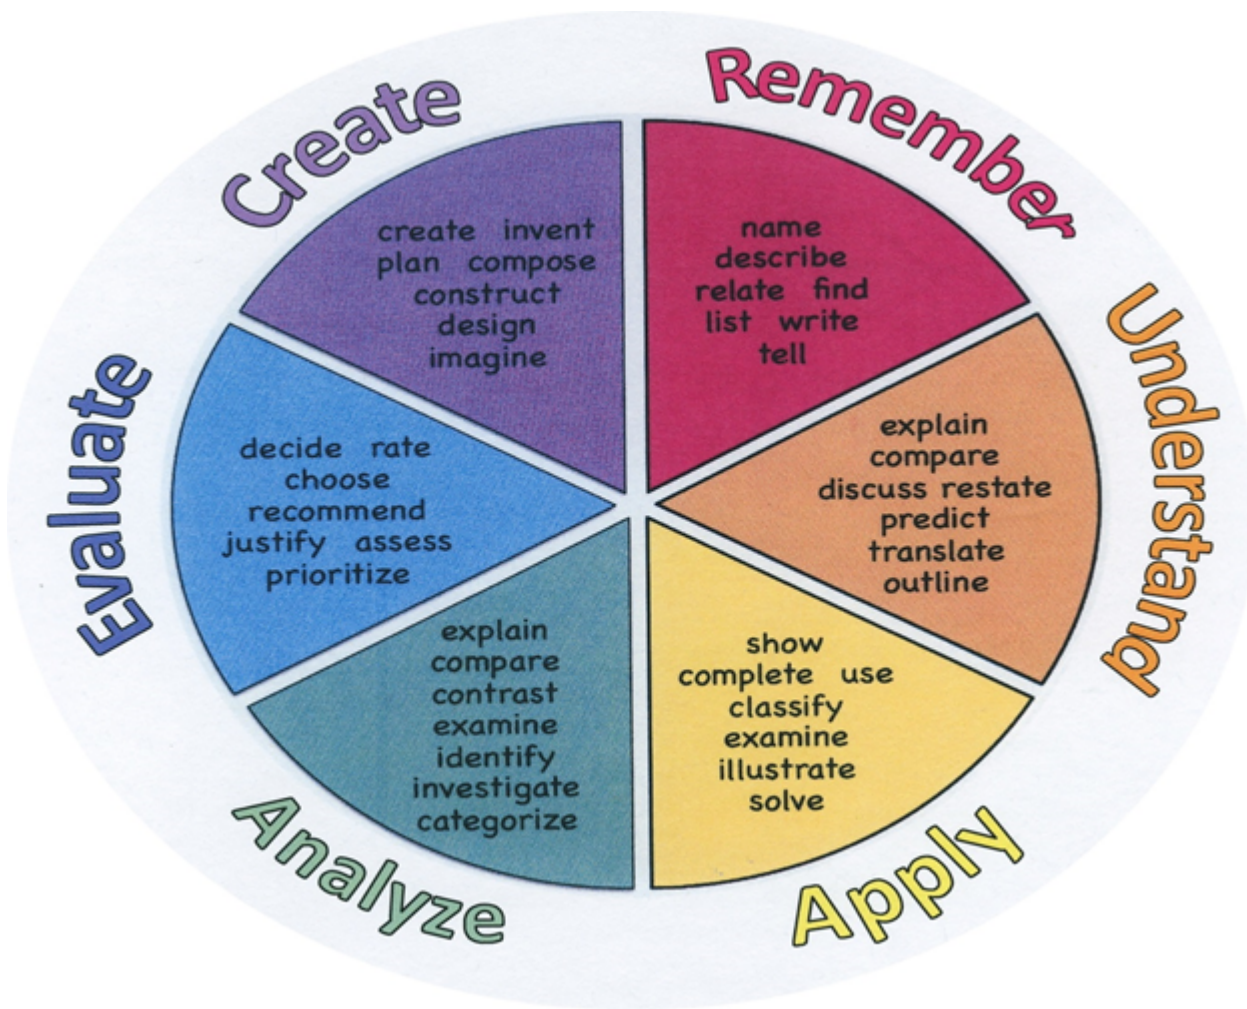 Remember
name
describe
relate find
list write
tell
Understand
explain
compare
discuss restate
predict
translate
outline
Apply
show
complete use
classify
examine
illustrate
solve
Analyze
explain
compare
contrast
examine
identify
investigate
categorize
Evaluate
decide rate
choose
recommend
justify assess
prioritize
Create
create invent
plan compose
construct
design
imagine